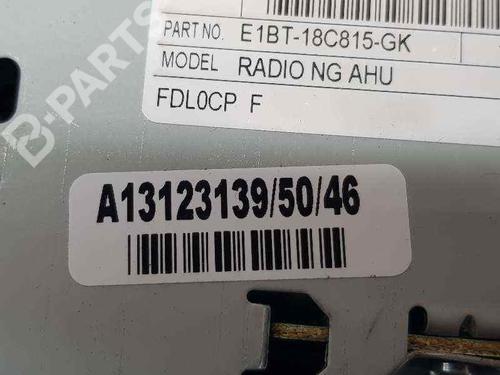 PART NO. E1BT-18C815-GK
MODEL RADIO NG AHU
FDL0CP F
B-PARTS
A13123139/50/46